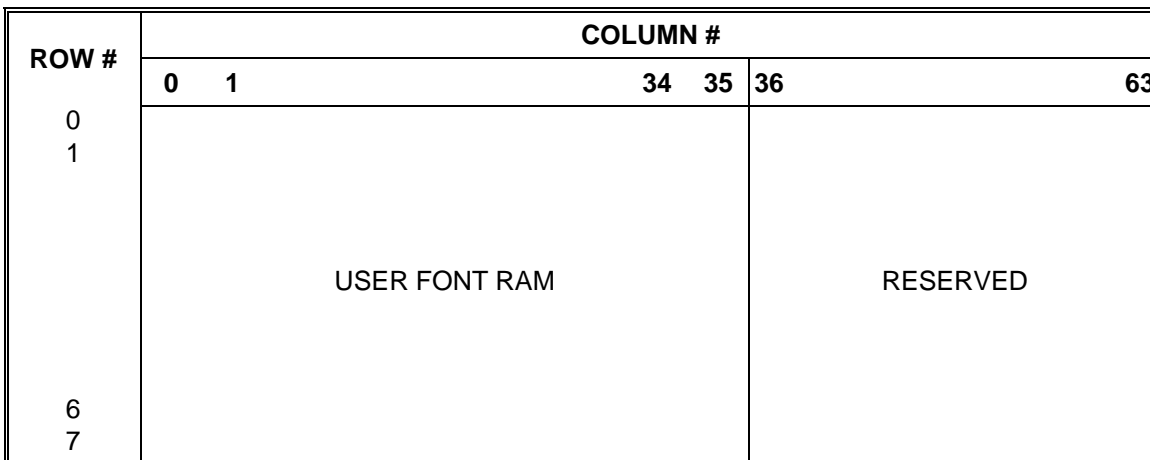 COLUMN #
ROW #
0 1 34 35 36 63
0
1
USER FONT RAM RESERVED
6
7